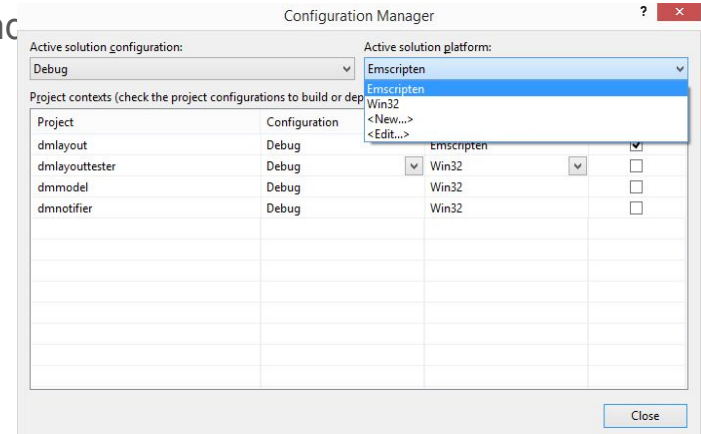 Configuration Manager ?
Active solution configuration: Active solution platform:
Debug Emscripten
Emscripten
Project contexts (check the project configurations to build or dep
Win32
<New...>
<Edit...>
Project Configuration
dmlayout Debug Emscripten
dmlayouttester Debug Win32
dmmodel Debug Win32
dmnotifier Debug Win32
Close